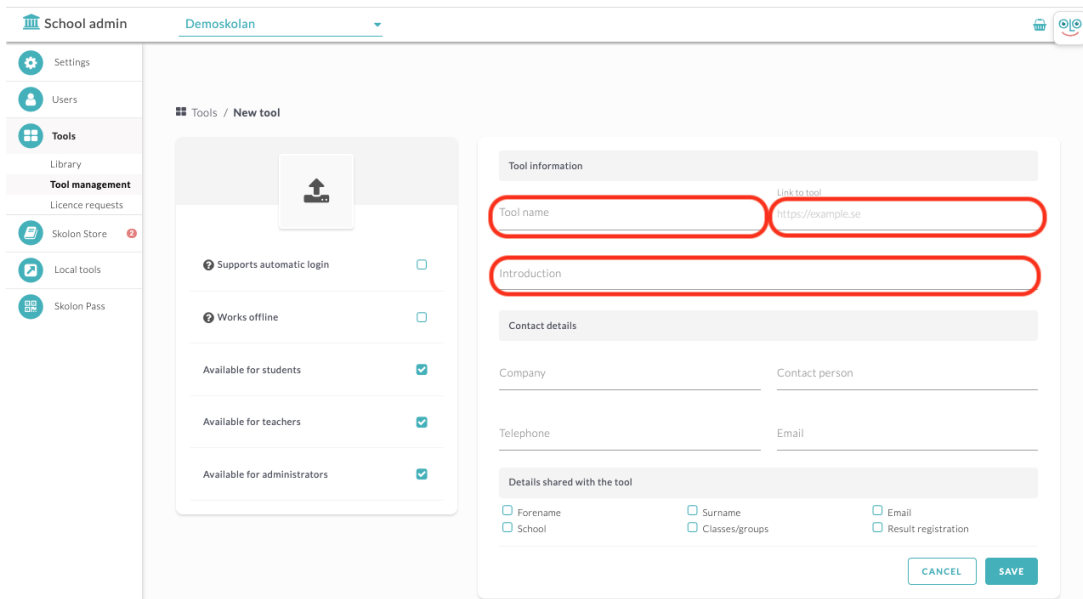 School admin
Demoskolan
Settings
Users
Tools
Library
Tool management
Licence requests
Skolon Store
Local tools
Skolon Pass
Tools / New tool
Supports automatic login
Works offline
Available for students
Available for teachers
Available for administrators
Tool information
Link to tool
Tool name
https://example.se
Introduction
Contact details
Company
Contact person
Telephone
Email
Details shared with the tool
Forename
Surname
Email
School
Classes/groups
Result registration
CANCEL
SAVE